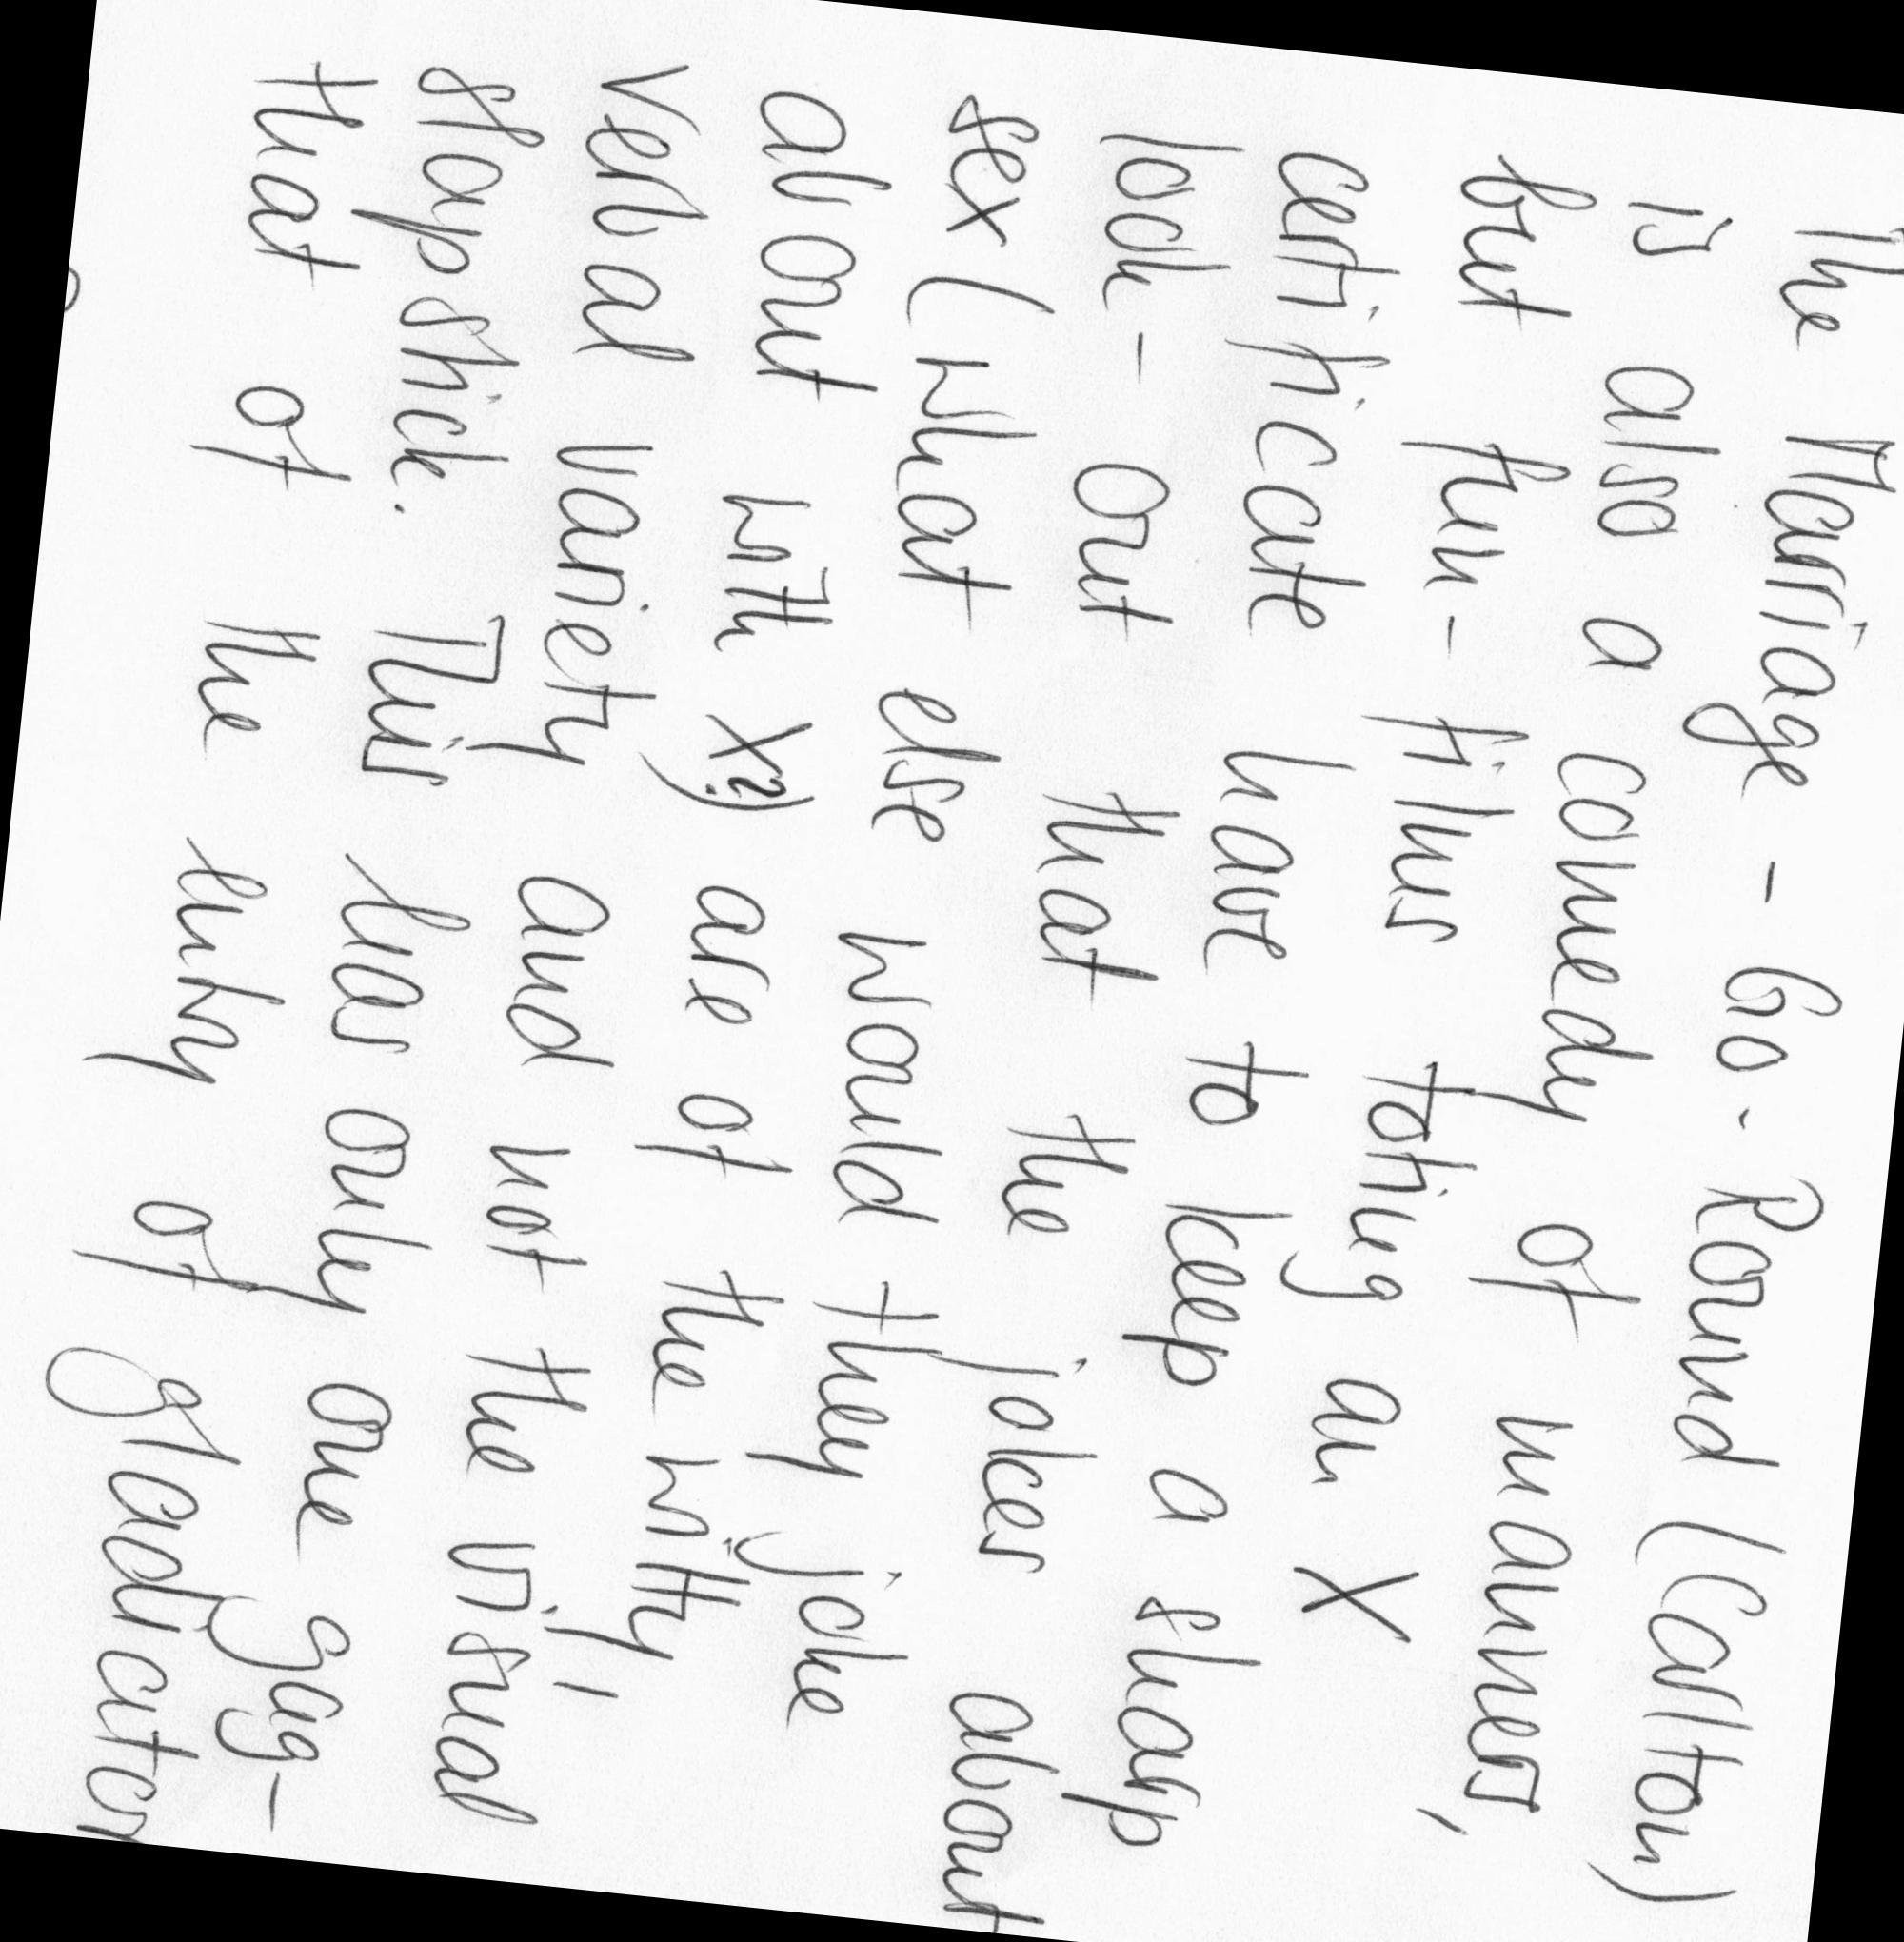 The Marriage - Go - Round (Carlton)
is also a comedy of manners,
but fun-films toting an X
certificate have to keep a sharp
look-out that the jokes about
sex (what else would they joke
about with X?) are of the witty,
verbal variety and not the visual
slapstick. This has only one gag-
that of the entry of gladiator